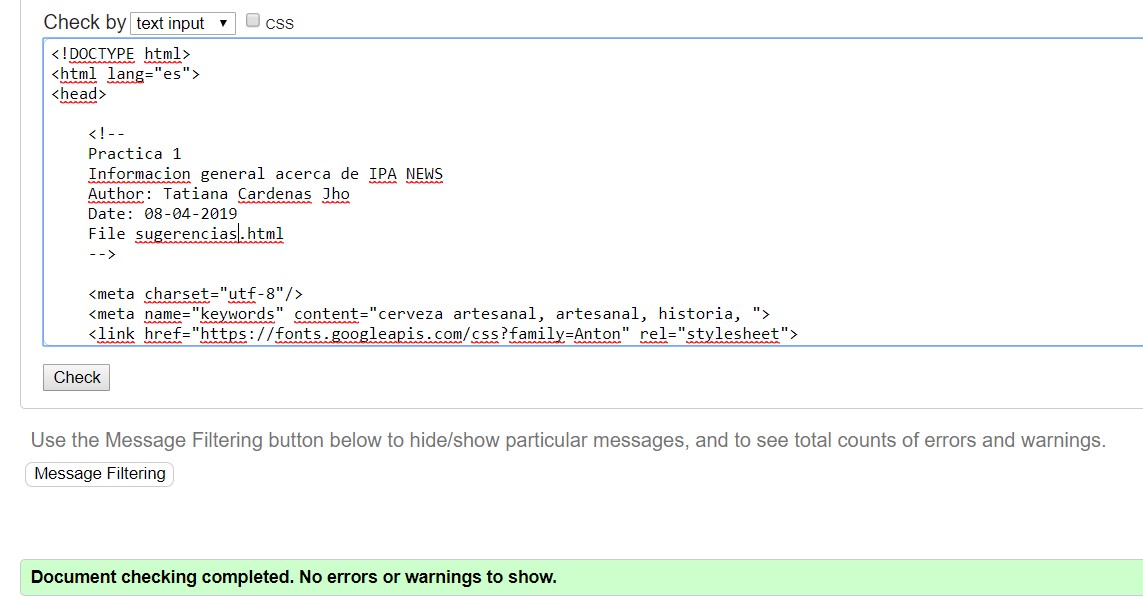 Check by text input ▼ CSS
<!DOCTYPE html>
<html lang="es">
<head>
<!--
Practica 1
Informacion general acerca de IPA NEWS
Author: Tatiana Cardenas Jho
Date: 08-04-2019
File sugerencias.html
-->
<meta charset="utf-8"/>
<meta name="keywords" content="cerveza artesanal, artesanal, historia, ">
<link href="https://fonts.googleapis.com/css?family=Anton" rel="stylesheet">
Check
Use the Message Filtering button below to hide/show particular messages, and to see total counts of errors and warnings.
Message Filtering
Document checking completed. No errors or warnings to show.